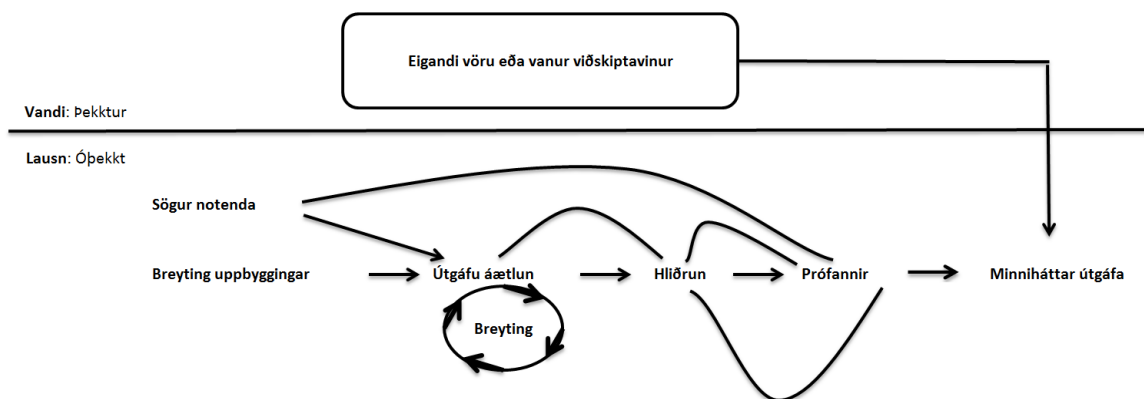 Eigandi vöru eða vanur viðskiptavinur
Vandi: Þekktur
Lausn: Óþekkt
Sögur notenda
Breyting uppbyggingar
Útgáfu áætlun
Hliðrun
Prófannir
Minniháttar útgáfa
Breyting